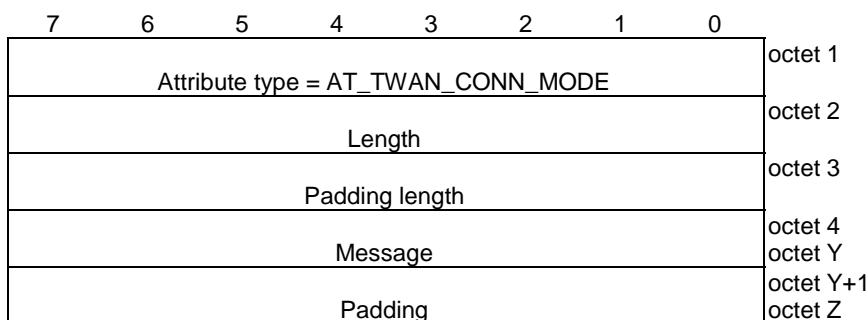 7 6 5 4 3 2 1 0
octet 1
Attribute type = AT_TWAN_CONN_MODE
octet 2
Length
octet 3
Padding length
octet 4
Message octet Y
octet Y+1
Padding octet Z